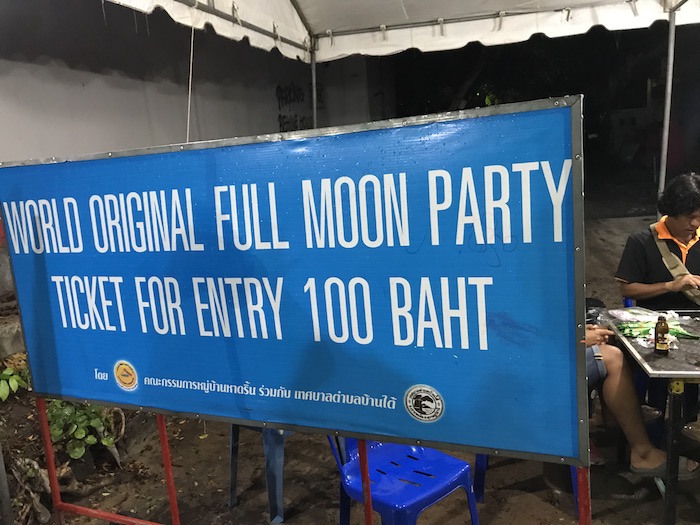 WORLD ORIGINAL FULL MOON PARTY
TICKET FOR ENTRY 100 BAHT
โดย คณะกรรมการหมู่บ้านหาดริ้น ร่วมกับ เทศบาลตำบลบ้านใต้